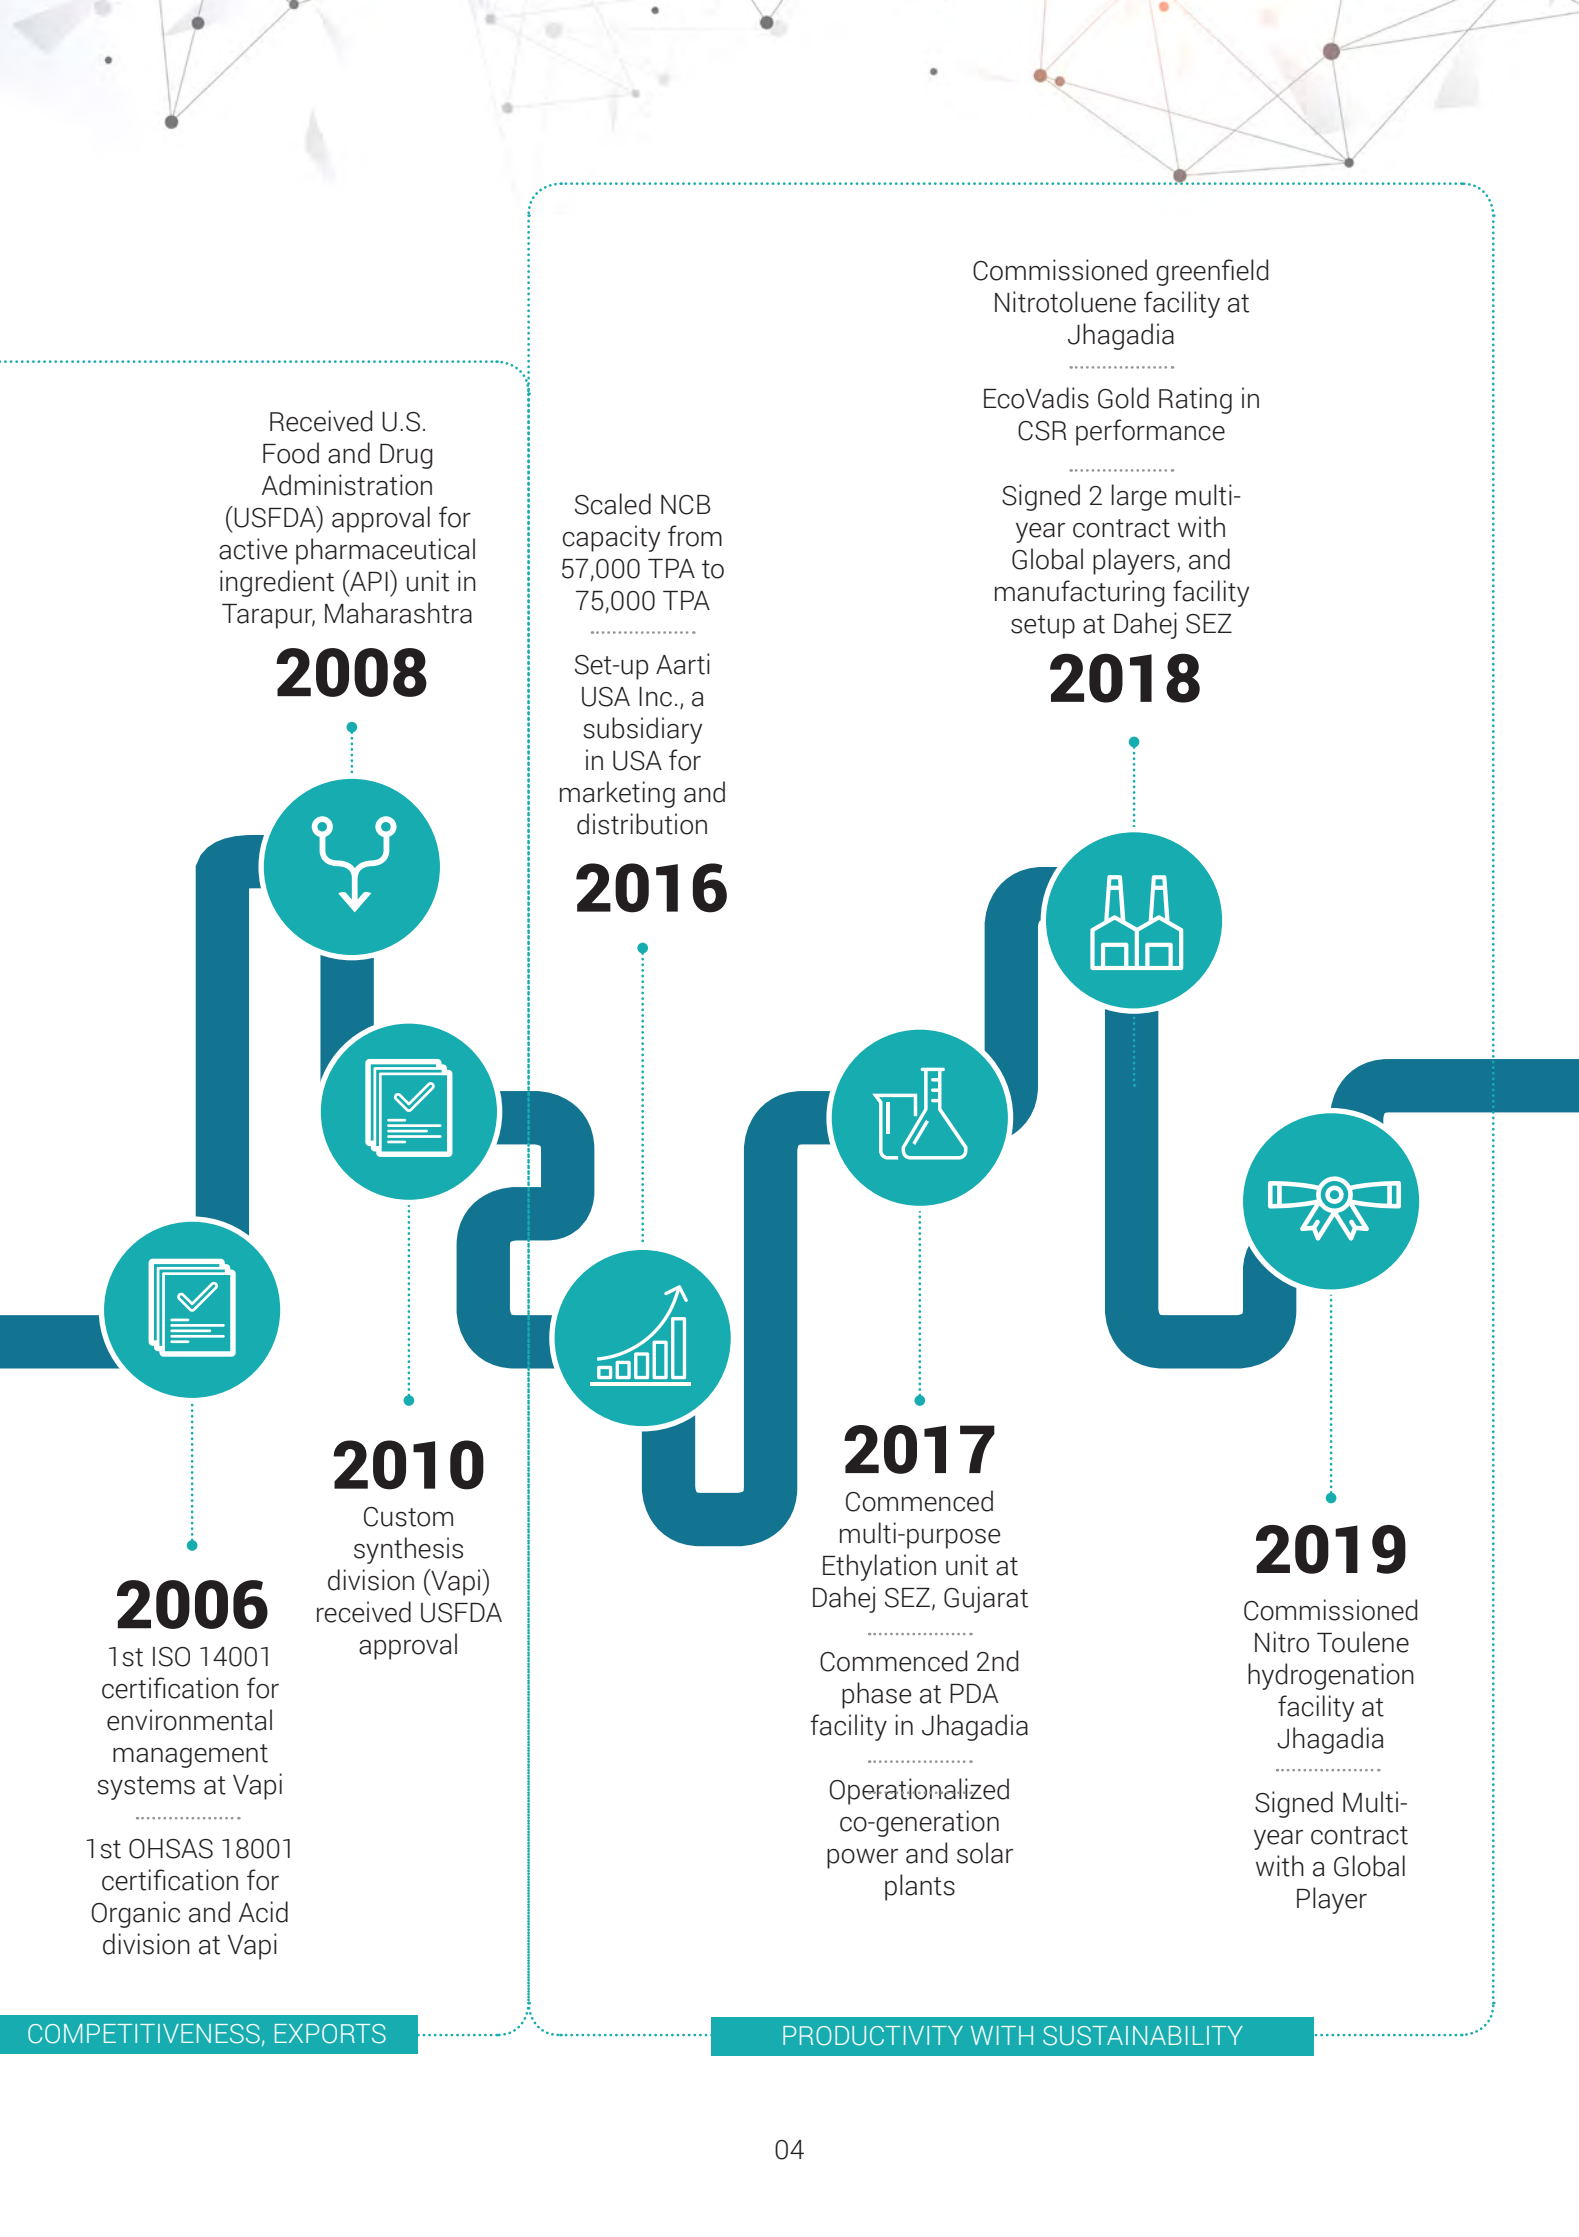 Received U.S.
Food and Drug
Administration
(USFDA) approval for
active pharmaceutical
ingredient (API) unit in
Tarapur, Maharashtra
2008
2006
1st ISO 14001
certification for
environmental
management
systems at Vapi
1st OHSAS 18001
certification for
Organic and Acid
division at Vapi
2010
Custom
synthesis
division (Vapi)
received USFDA
approval
COMPETITIVENESS, EXPORTS
Scaled NCB
capacity from
57,000 TPA to
75,000 TPA
Set-up Aarti
USA Inc., a
subsidiary
in USA for
marketing and
distribution
2016
2017
Commenced
multi-purpose
Ethylation unit at
Dahej SEZ, Gujarat
Commenced 2nd
phase at PDA
facility in Jhagadia
Operationalized
co-generation
power and solar
plants
Commissioned greenfield
Nitrotoluene facility at
Jhagadia
EcoVadis Gold Rating in
CSR performance
Signed 2 large multi-
year contract with
Global players, and
manufacturing facility
setup at Dahej SEZ
2018
2019
Commissioned
Nitro Toulene
hydrogenation
facility at
Jhagadia
Signed Multi-
year contract
with a Global
Player
PRODUCTIVITY WITH SUSTAINABILITY
04